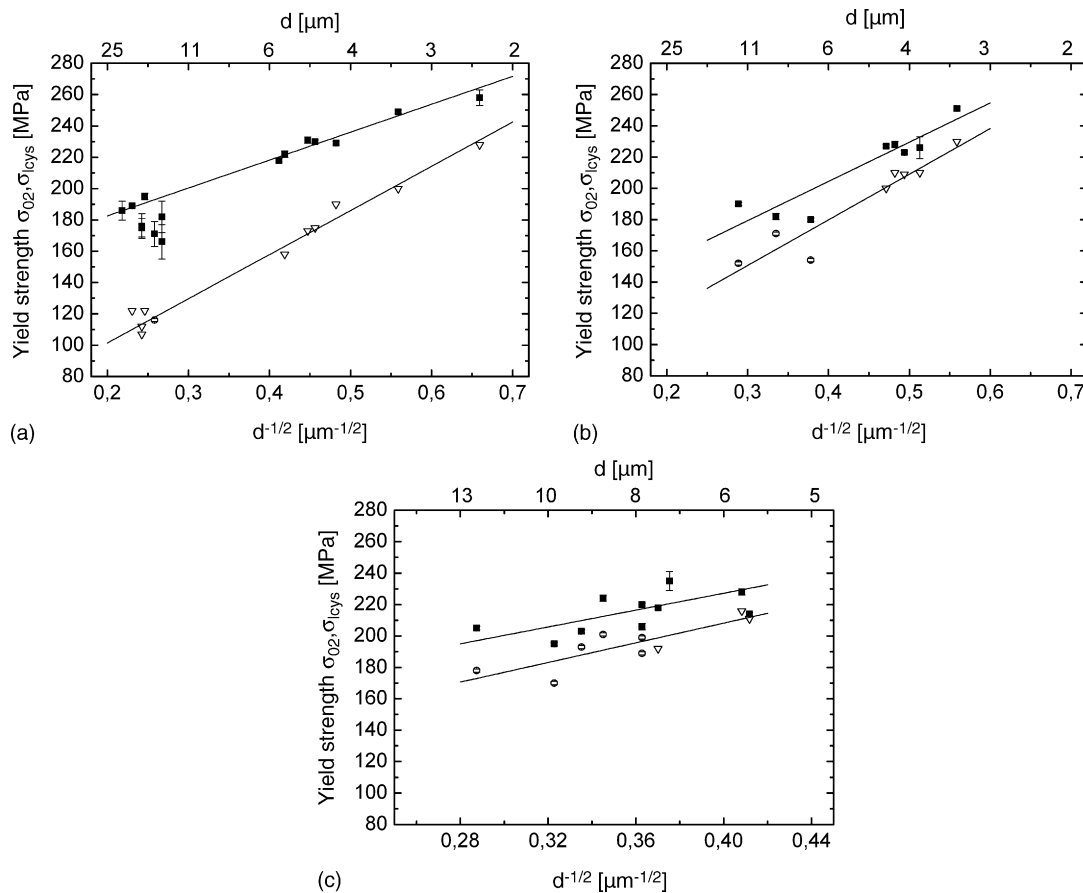 d [µm]
25 11 6 4 3 2
Yield strength σ02,σlcys [MPa]
280
260
240
220
200
180
160
140
120
100
80
0,2 0,3 0,4 0,5 0,6 0,7
d-1/2 [µm-1/2]
(a)
d [µm]
25 11 6 4 3 2
Yield strength σ02,σlcys [MPa]
280
260
240
220
200
180
160
140
120
100
80
0,2 0,3 0,4 0,5 0,6 0,7
d-1/2 [µm-1/2]
(b)
d [µm]
13 10 8 6 5
Yield strength σ02,σlcys [MPa]
280
260
240
220
200
180
160
140
120
100
80
0,28 0,32 0,36 0,40 0,44
d-1/2 [µm-1/2]
(c)